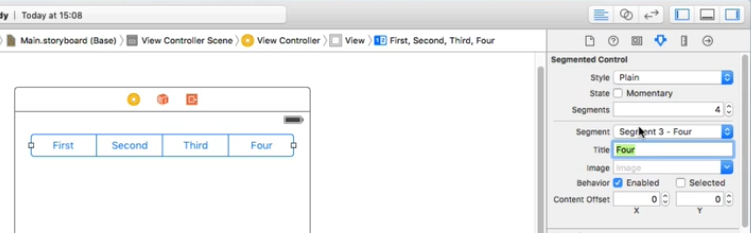 dy | Today at 15:08
Main.storyboard (Base) View Controller Scene View Controller View First, Second, Third, Four
Segmented Control
Style Plain
State Momentary
Segments 4
Segment Segment 3 - Four
Title Four
Image Image
Behavior Enabled Selected
Content Offset 0 0
X Y
First Second Third Four